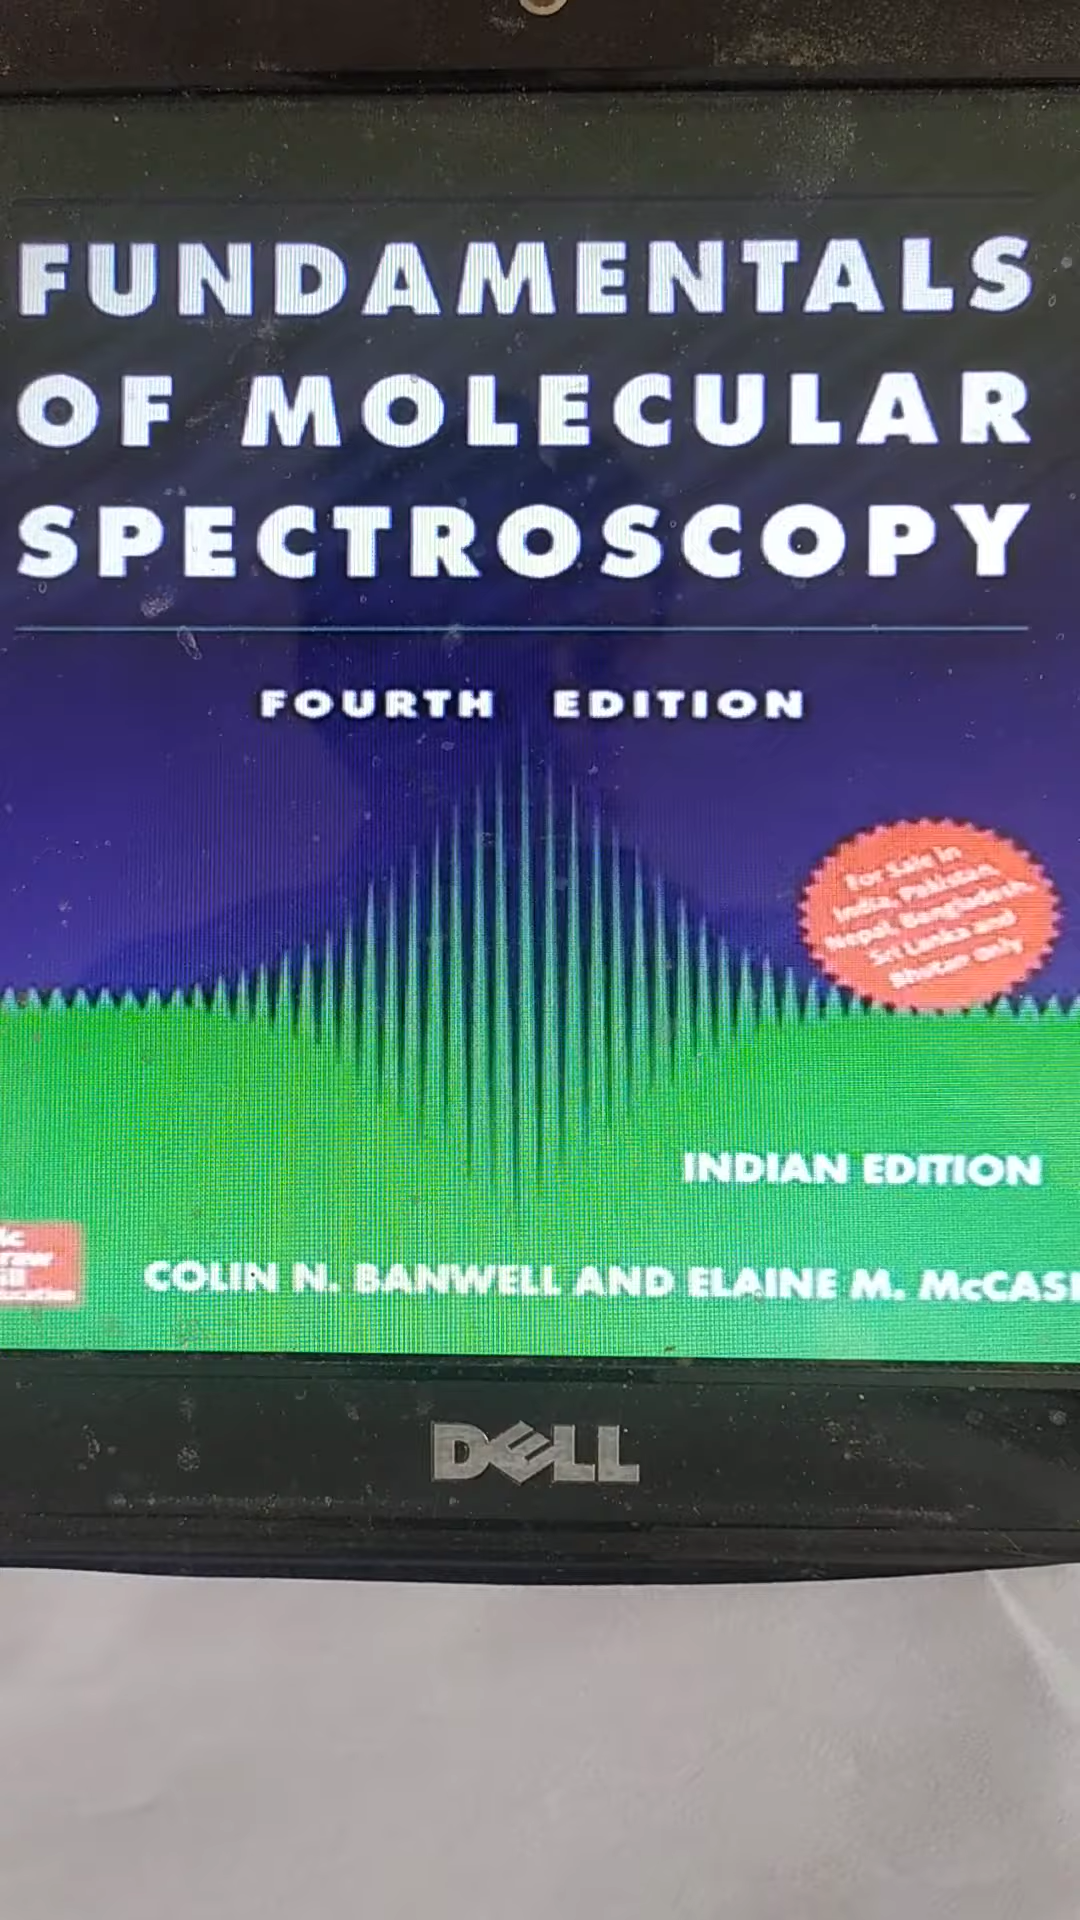 FUNDAMENTALS
OF MOLECULAR
SPECTROSCOPY
FOURTH EDITION
For Sale in
India, Pakistan,
Nepal, Bangladesh,
Sri Lanka and
Bhutan only
INDIAN EDITION
COLIN N. BANWELL AND ELAINE M. McCAS
DELL